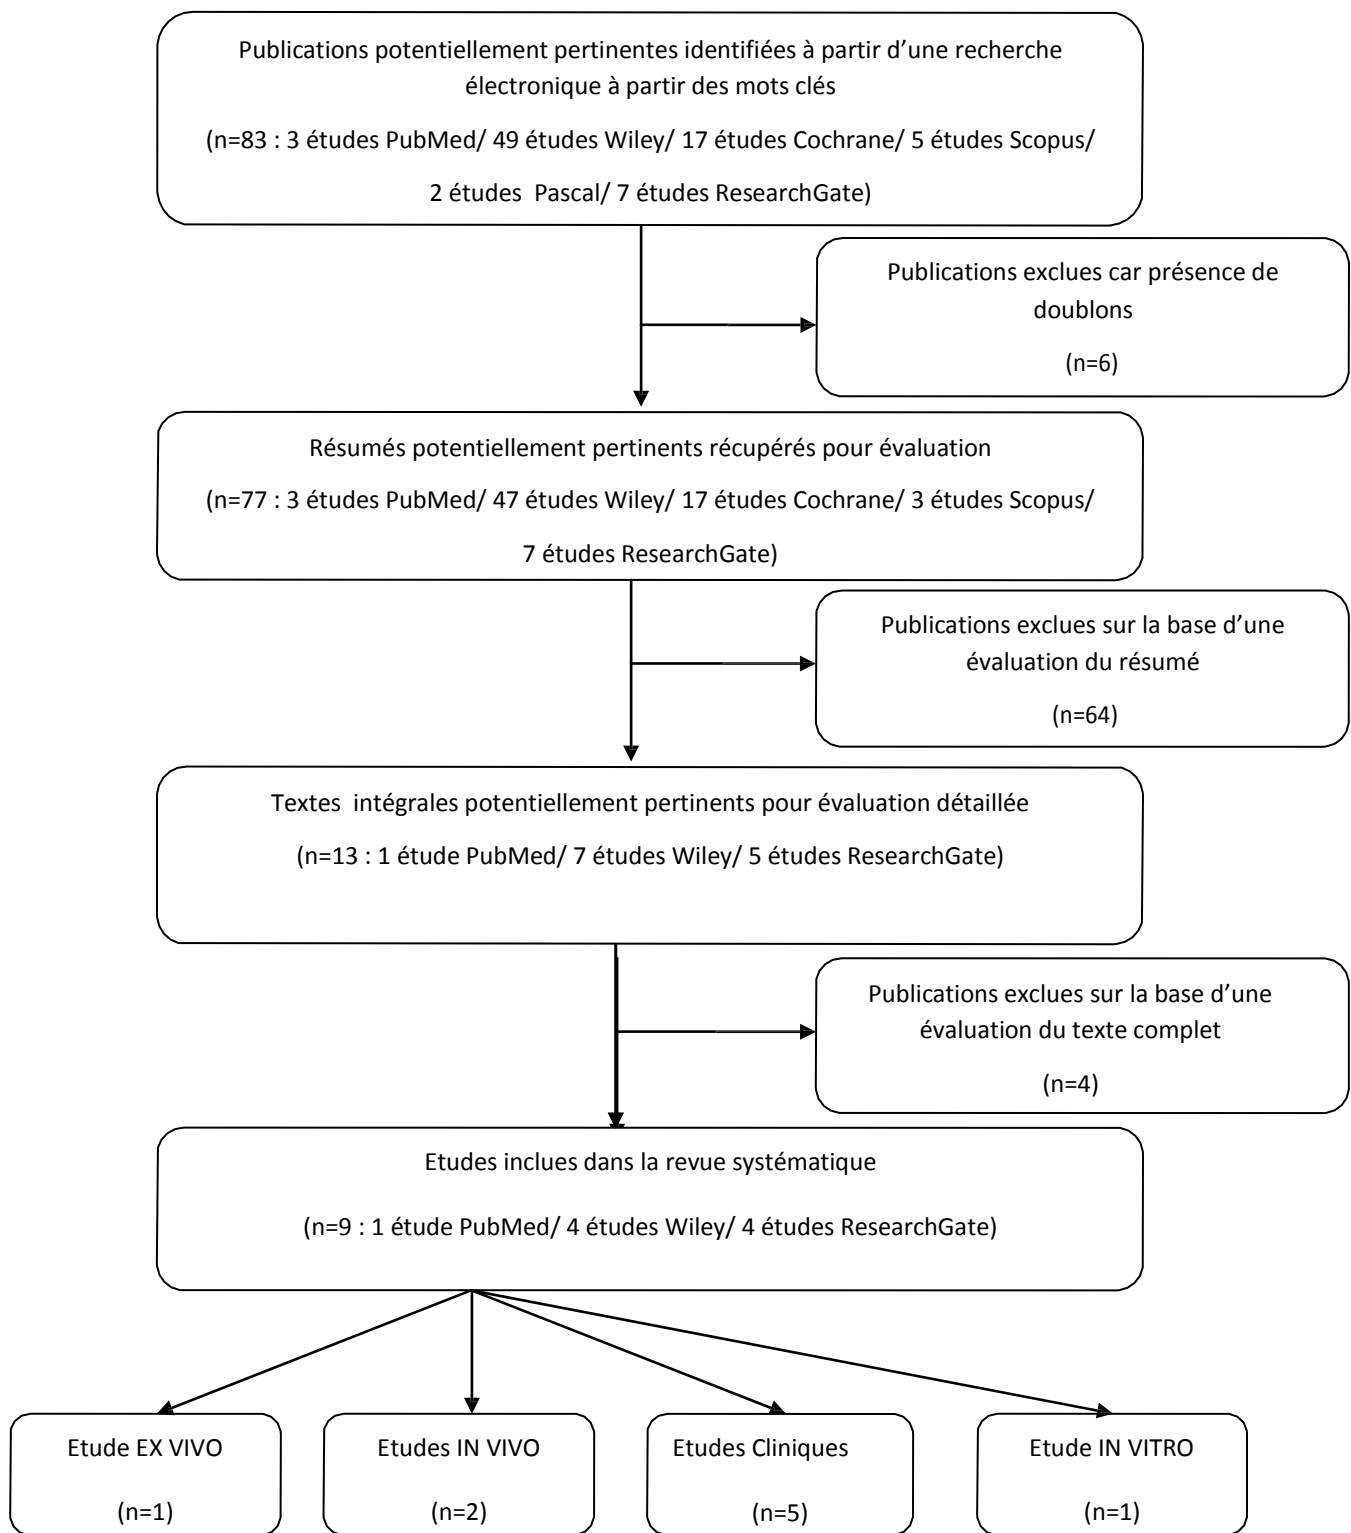 Publications potentiellement pertinentes identifiées à partir d’une recherche
électronique à partir des mots clés
(n=83 : 3 études PubMed/ 49 études Wiley/ 17 études Cochrane/ 5 études Scopus/
2 études  Pascal/ 7 études ResearchGate)
Publications exclues car présence de
doublons
(n=6)
Résumés potentiellement pertinents récupérés pour évaluation
(n=77 : 3 études PubMed/ 47 études Wiley/ 17 études Cochrane/ 3 études Scopus/
7 études ResearchGate)
Publications exclues sur la base d’une
évaluation du résumé
(n=64)
Textes  intégrales potentiellement pertinents pour évaluation détaillée
(n=13 : 1 étude PubMed/ 7 études Wiley/ 5 études ResearchGate)
Publications exclues sur la base d’une
évaluation du texte complet
(n=4)
Etudes inclues dans la revue systématique
(n=9 : 1 étude PubMed/ 4 études Wiley/ 4 études ResearchGate)
Etude EX VIVO
(n=1)
Etudes IN VIVO
(n=2)
Etudes Cliniques
(n=5)
Etude IN VITRO
(n=1)